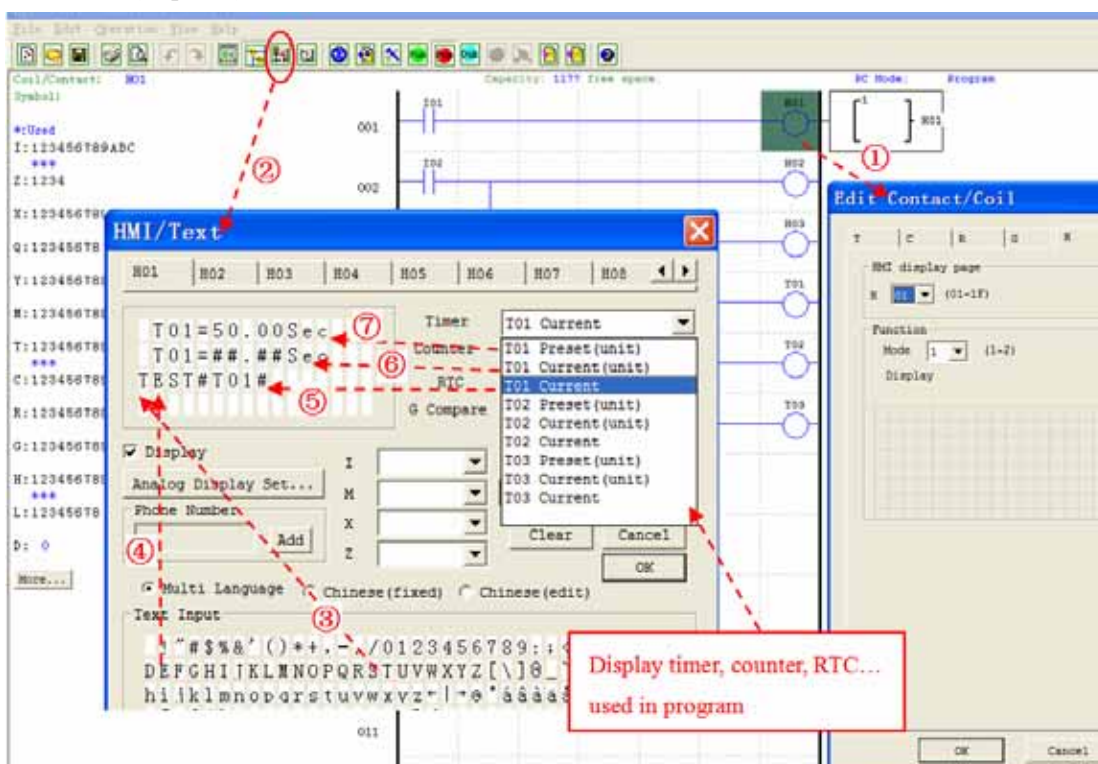 File Edit Operation View Help
Coil/Contact: H01
Capacity: 1177 free space.
PC Mode: Program
Symbol:
*:Used
I:123456789ABC
***
Z:1234
X:123456789
Q:12345678
Y:12345678
M:12345678
T:12345678
***
C:123456789
R:123456789
G:12345678
H:12345678
***
L:12345678
D: 0
More...
001
I01
H01
1
H01
①
002
I02
H02
H03
T01
T02
T03
011
②
HMI/Text
H01 H02 H03 H04 H05 H06 H07 H08
T01=50.00Sec
T01=##.##Sec
TEST#T01#
⑦
⑥
⑤
Timer
Counter
RTC
G Compare
T01 Current
T01 Preset(unit)
T01 Current(unit)
T01 Current
T02 Preset(unit)
T02 Current(unit)
T02 Current
T03 Preset(unit)
T03 Current(unit)
T03 Current
Display
Analog Display Set...
Phone Number
Add
I
M
X
Z
Clear Cancel
OK
④
Multi Language Chinese(fixed) Chinese(edit)
③
Text Input
DEFGHIJKLMNOPQRSTUVWXYZ[\]
Display timer, counter, RTC…
used in program
Edit Contact/Coil
T C R G H
HMI display page
H 01 (01-1F)
Function
Mode 1 (1-2)
Display
OK Cancel